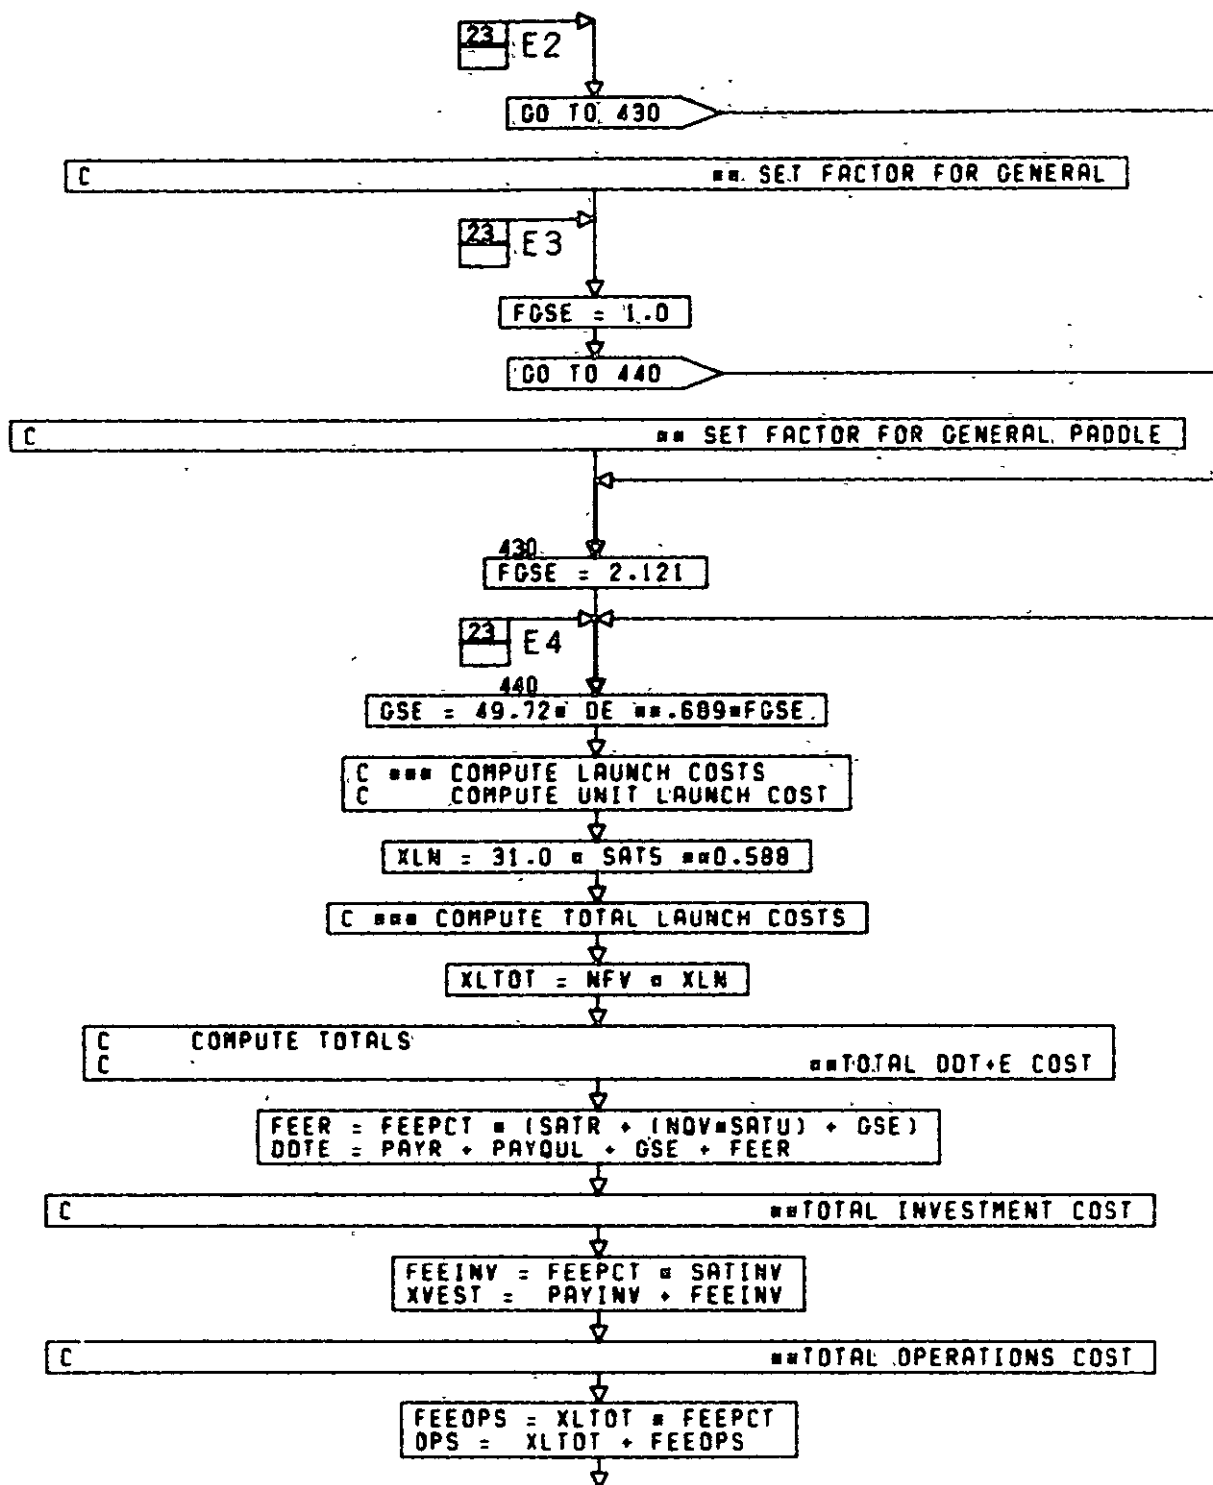 23 E2
GO TO 430
C ** SET FACTOR FOR GENERAL
23 E3
FGSE = 1.0
GO TO 440
C ** SET FACTOR FOR GENERAL PADDLE
430
FGSE = 2.121
23 E4
440
GSE = 49.72* DE **.689*FGSE
C *** COMPUTE LAUNCH COSTS
C COMPUTE UNIT LAUNCH COST
XLN = 31.0 * SATS **0.588
C *** COMPUTE TOTAL LAUNCH COSTS
XLTOT = NFV * XLN
C COMPUTE TOTALS
C **TOTAL DDT+E COST
FEER = FEEPCT * (SATR + (NQV*SATU) + GSE)
DDTE = PAYR + PAYQUL + GSE + FEER
C **TOTAL INVESTMENT COST
FEEINV = FEEPCT * SATINV
XVEST = PAYINV + FEEINV
C **TOTAL OPERATIONS COST
FEEOPS = XLTOT * FEEPCT
OPS = XLTOT + FEEOPS